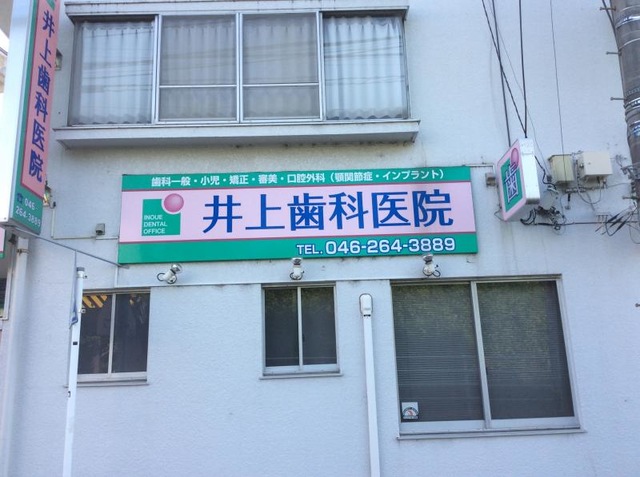 井上歯科医院
046
264-3889
歯科一般・小児・矯正・審美・口腔外科（顎関節症・インプラント）
INOUE
DENTAL
OFFICE
井上歯科医院
TEL. 046-264-3889
歯